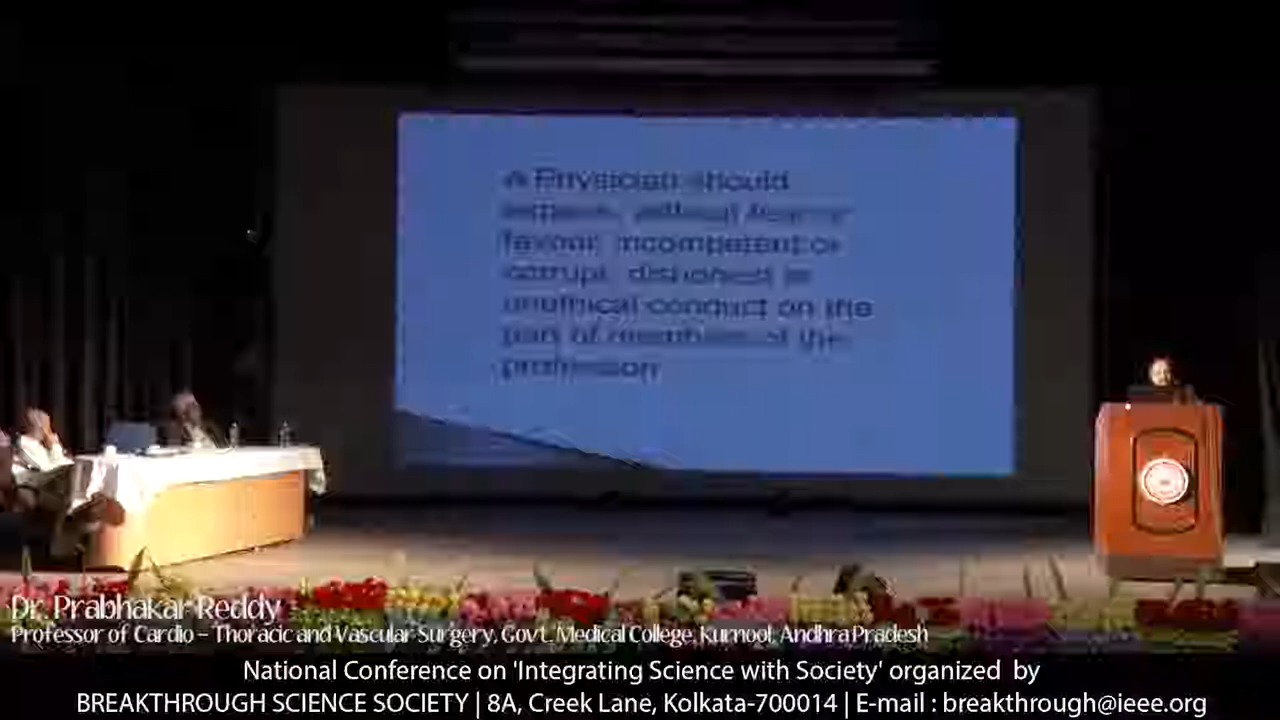 A Physician should
expose, without fear or
favour, incompetent or
corrupt, dishonest or
unethical conduct on the
part of members of the
profession
Dr. Prabhakar Reddy
Professor of Cardio - Thoracic and Vascular Surgery, Govt. Medical College, Kurnool, Andhra Pradesh
National Conference on 'Integrating Science with Society' organized by
BREAKTHROUGH SCIENCE SOCIETY | 8A, Creek Lane, Kolkata-700014 | E-mail : breakthrough@ieee.org